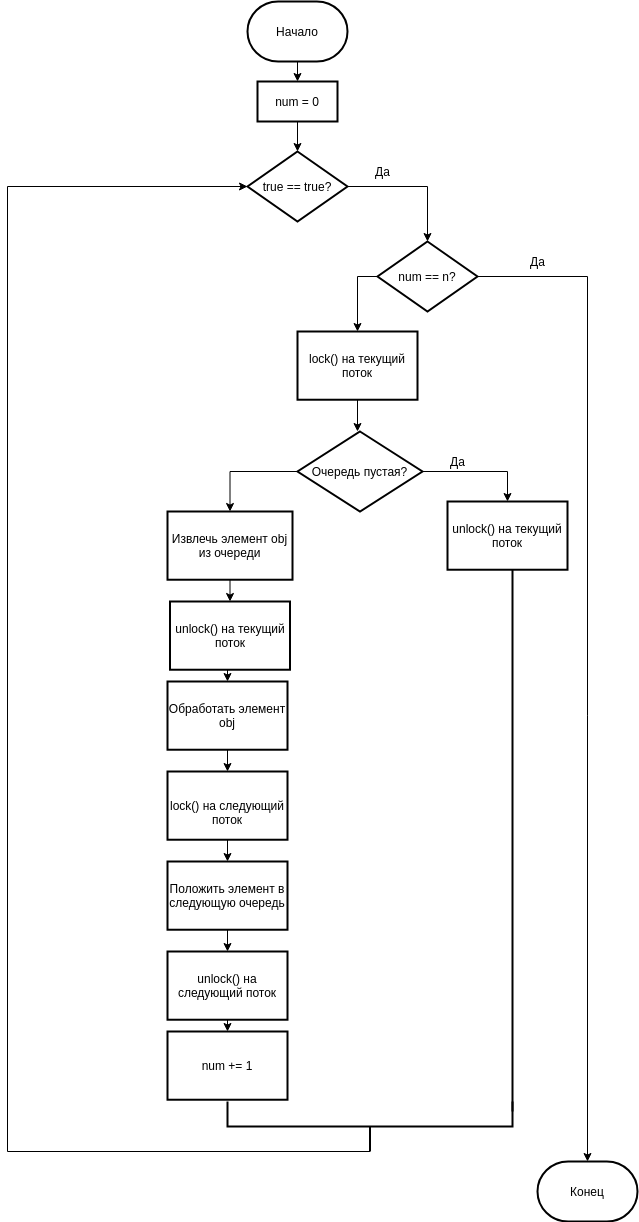 Начало
num = 0
true == true?
Да
num == n?
Да
lock() на текущий
поток
Очередь пустая?
Да
unlock() на текущий
поток
Извлечь элемент obj
из очереди
unlock() на текущий
поток
Обработать элемент
obj
lock() на следующий
поток
Положить элемент в
следующую очередь
unlock() на
следующий поток
num += 1
Конец